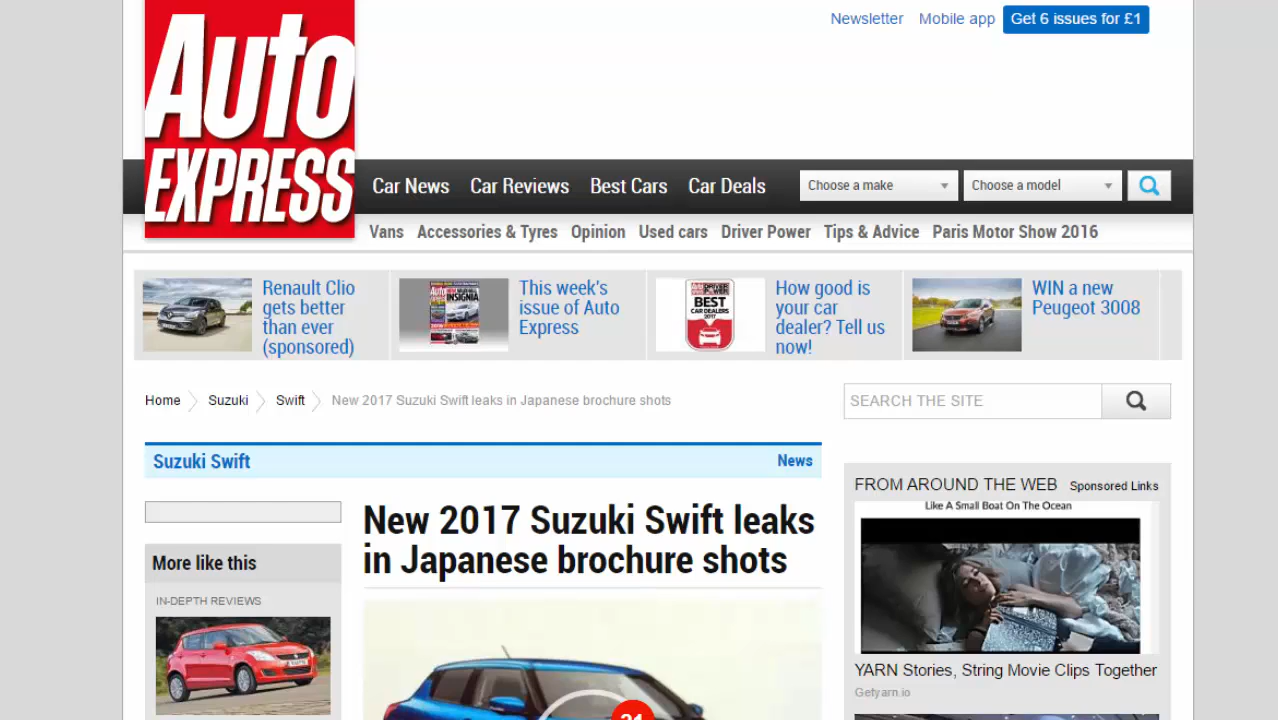 Auto
EXPRESS
Newsletter
Mobile app
Get 6 issues for £1
Car News
Car Reviews
Best Cars
Car Deals
Choose a make
Choose a model
Vans
Accessories & Tyres
Opinion
Used cars
Driver Power
Tips & Advice
Paris Motor Show 2016
Renault Clio
gets better
than ever
(sponsored)
INSIGNIA
This week's
issue of Auto
Express
BEST
CAR DEALERS
2017
How good is
your car
dealer? Tell us
now!
WIN a new
Peugeot 3008
Home
Suzuki
Swift
New 2017 Suzuki Swift leaks in Japanese brochure shots
SEARCH THE SITE
Suzuki Swift
News
New 2017 Suzuki Swift leaks
in Japanese brochure shots
More like this
IN-DEPTH REVIEWS
FROM AROUND THE WEB
Sponsored Links
Like A Small Boat On The Ocean
YARN Stories, String Movie Clips Together
Getyarn.io